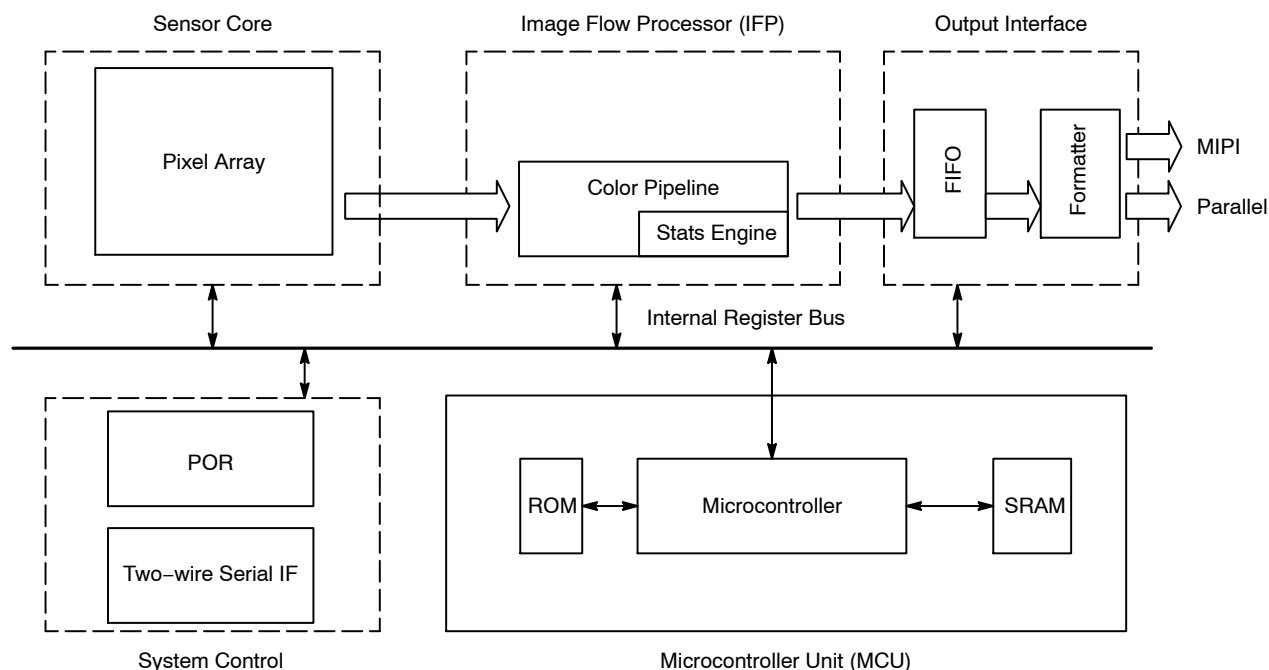 Sensor Core
Image Flow Processor (IFP)
Output Interface
Pixel Array
Color Pipeline
Stats Engine
FIFO
Formatter
MIPI
Parallel
Internal Register Bus
POR
Two−wire Serial IF
System Control
ROM
Microcontroller
SRAM
Microcontroller Unit (MCU)